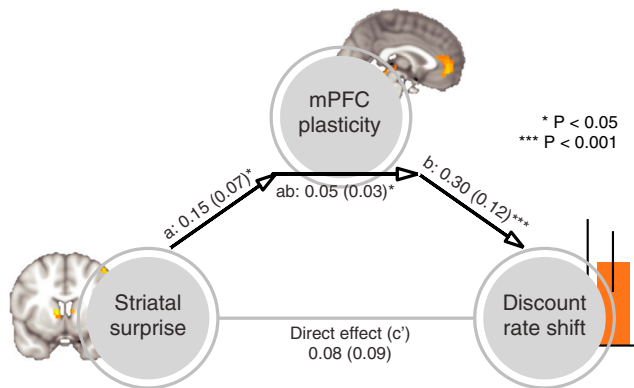 mPFC
plasticity
* P < 0.05
*** P < 0.001
a: 0.15 (0.07)*
ab: 0.05 (0.03)*
b: 0.30 (0.12)***
Striatal
surprise
Direct effect (c')
0.08 (0.09)
Discount
rate shift